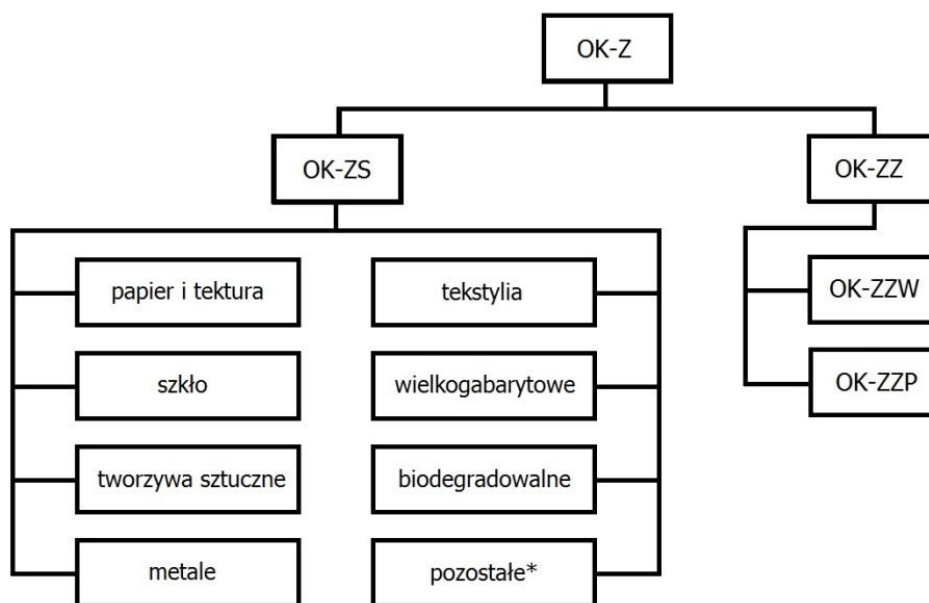 OK-Z
OK-ZS
OK-ZZ
papier i tektura
tekstylia
OK-ZZW
szkło
wielkogabarytowe
OK-ZZP
tworzywa sztuczne
biodegradowalne
metale
pozostałe*